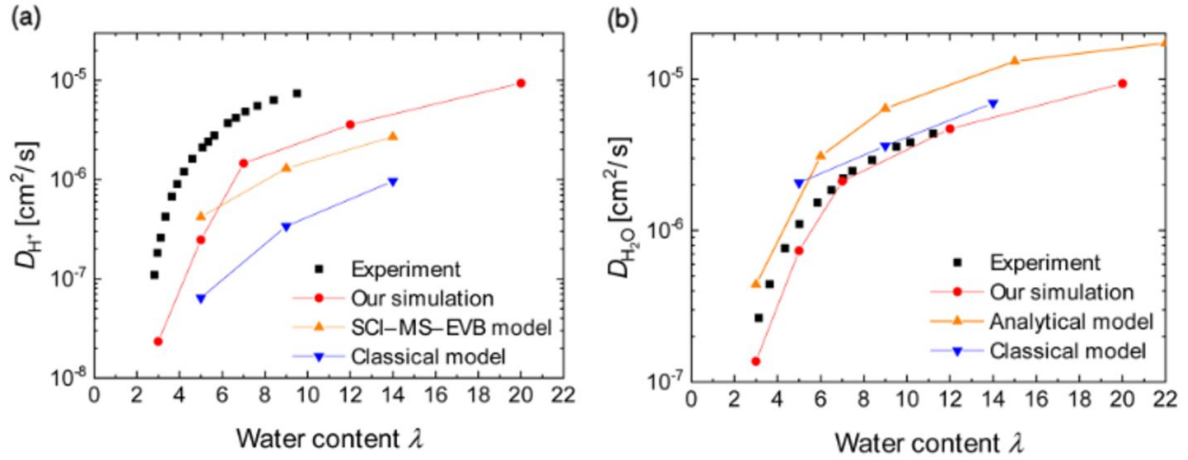 (a)
D_H⁺ [cm²/ s]
10⁻⁵
10⁻⁶
10⁻⁷
10⁻⁸
0 2 4 6 8 10 12 14 16 18 20 22
Water content λ
Experiment
Our simulation
SCI–MS–EVB model
Classical model
(b)
D_H₂O [cm²/ s]
10⁻⁵
10⁻⁶
10⁻⁷
0 2 4 6 8 10 12 14 16 18 20 22
Water content λ
Experiment
Our simulation
Analytical model
Classical model